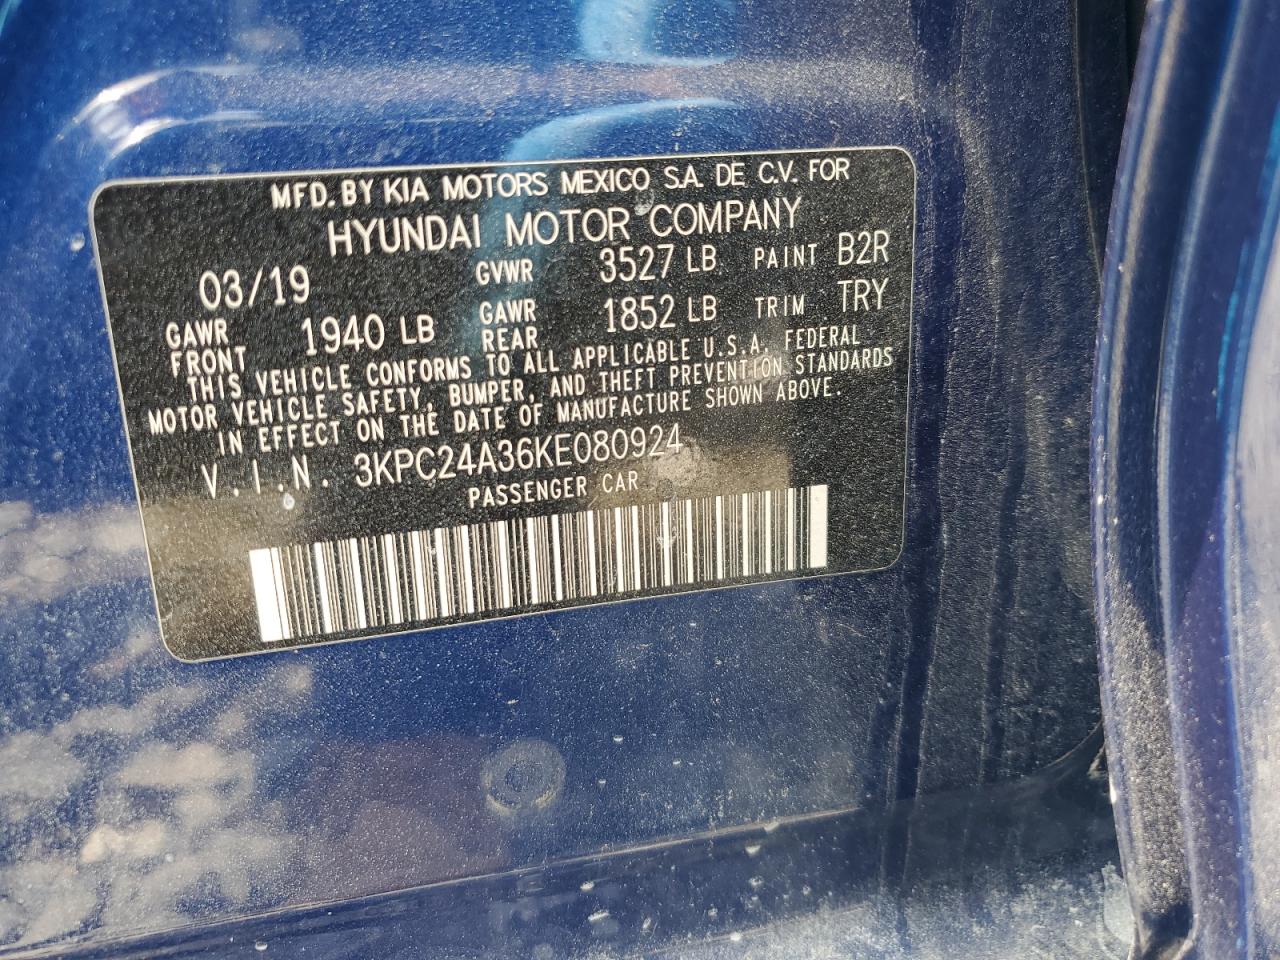 MFD. BY KIA MOTORS MEXICO S.A. DE C.V. FOR
HYUNDAI MOTOR COMPANY
03/19 GVWR 3527 LB PAINT B2R
GAWR FRONT 1940 LB GAWR REAR 1852 LB TRIM TRY
THIS VEHICLE CONFORMS TO ALL APPLICABLE U.S.A. FEDERAL
MOTOR VEHICLE SAFETY, BUMPER, AND THEFT PREVENTION STANDARDS
IN EFFECT ON THE DATE OF MANUFACTURE SHOWN ABOVE.
V.I.N. 3KPC24A36KE080924
PASSENGER CAR